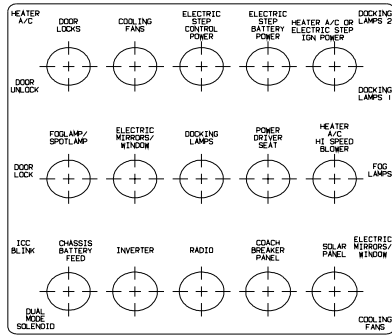 HEATER
A/C
DOOR
LOCKS
COOLING
FANS
ELECTRIC
STEP
CONTROL
POWER
ELECTRIC
STEP
BATTERY
POWER
HEATER A/C OR
ELECTRIC STEP
IGN POWER
DOCKING
LAMPS 2
DOOR
UNLOCK
DOCKING
LAMPS 1
FOGLAMP/
SPOTLAMP
ELECTRIC
MIRRORS/
WINDOW
DOCKING
LAMPS
POWER
DRIVER
SEAT
HEATER
A/C
HI SPEED
BLOWER
DOOR
LOCK
FOG
LAMPS
ICC
BLINK
CHASSIS
BATTERY
FEED
INVERTER
RADIO
COACH
BREAKER
PANEL
SOLAR
PANEL
ELECTRIC
MIRRORS/
WINDOW
DUAL
MODE
SOLENOID
COOLING
FANS